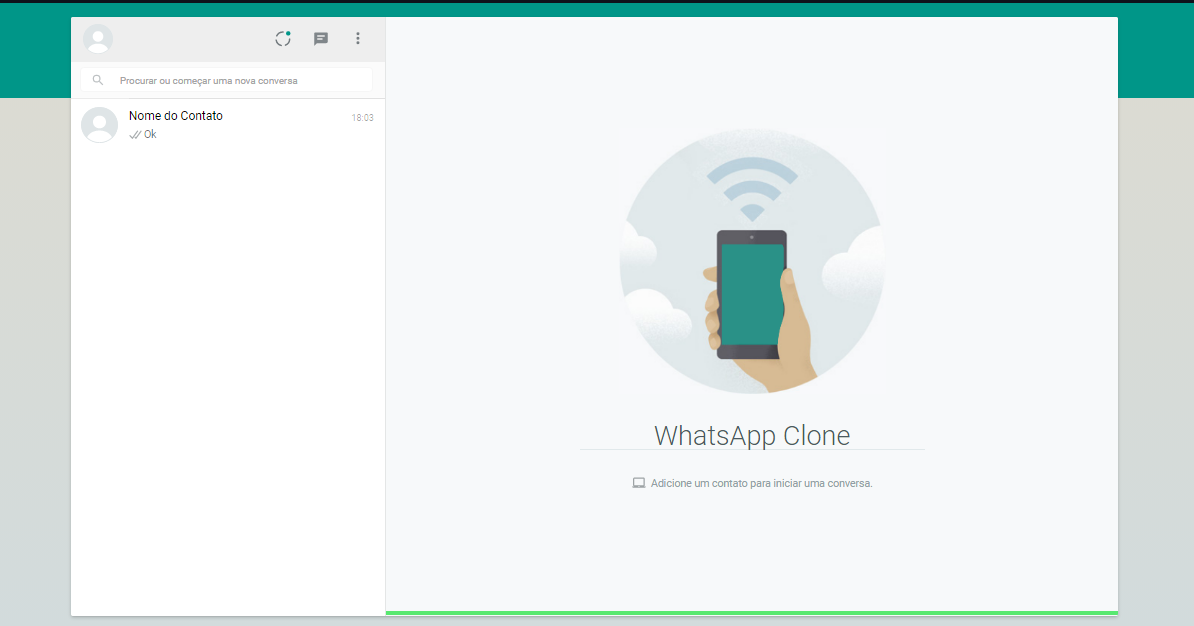 Procurar ou começar uma nova conversa
Nome do Contato
18:03
Ok
WhatsApp Clone
Adicione um contato para iniciar uma conversa.